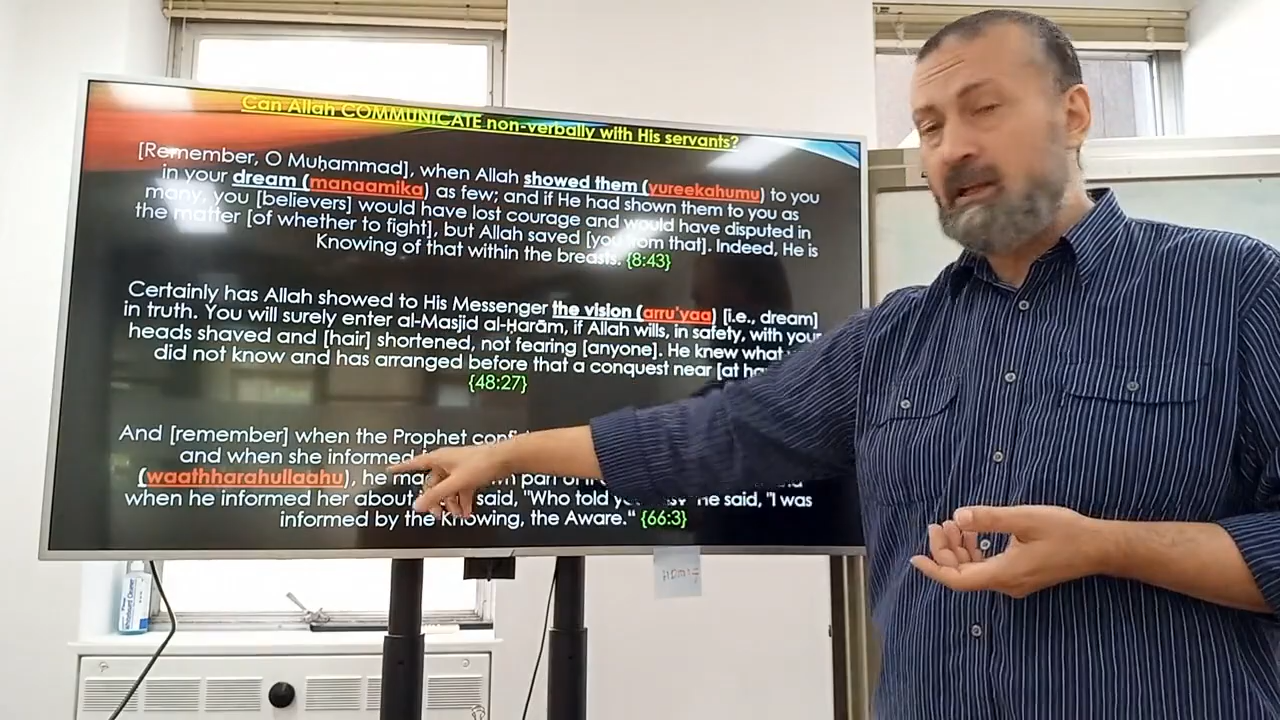 Can Allah COMMUNICATE non-verbally with His servants?
[Remember, O Muḥammad], when Allah showed them (yureekahumu) to you
in your dream (manaamika) as few; and if He had shown them to you as
many, you [believers] would have lost courage and would have disputed in
the matter [of whether to fight], but Allah saved [you from that]. Indeed, He is
Knowing of that within the breasts. {8:43}
Certainly has Allah showed to His Messenger the vision (arru'yaa) [i.e., dream]
in truth. You will surely enter al-Masjid al-Ḥarām, if Allah wills, in safety, with your
heads shaved and [hair] shortened, not fearing [anyone]. He knew what
did not know and has arranged before that a conquest near [at
{48:27}
And [remember] when the Prophet
and when she informed
(waathharahullaahu), he part
when he informed her about said, "Who told he said, "I was
informed by the Knowing, the Aware." {66:3}